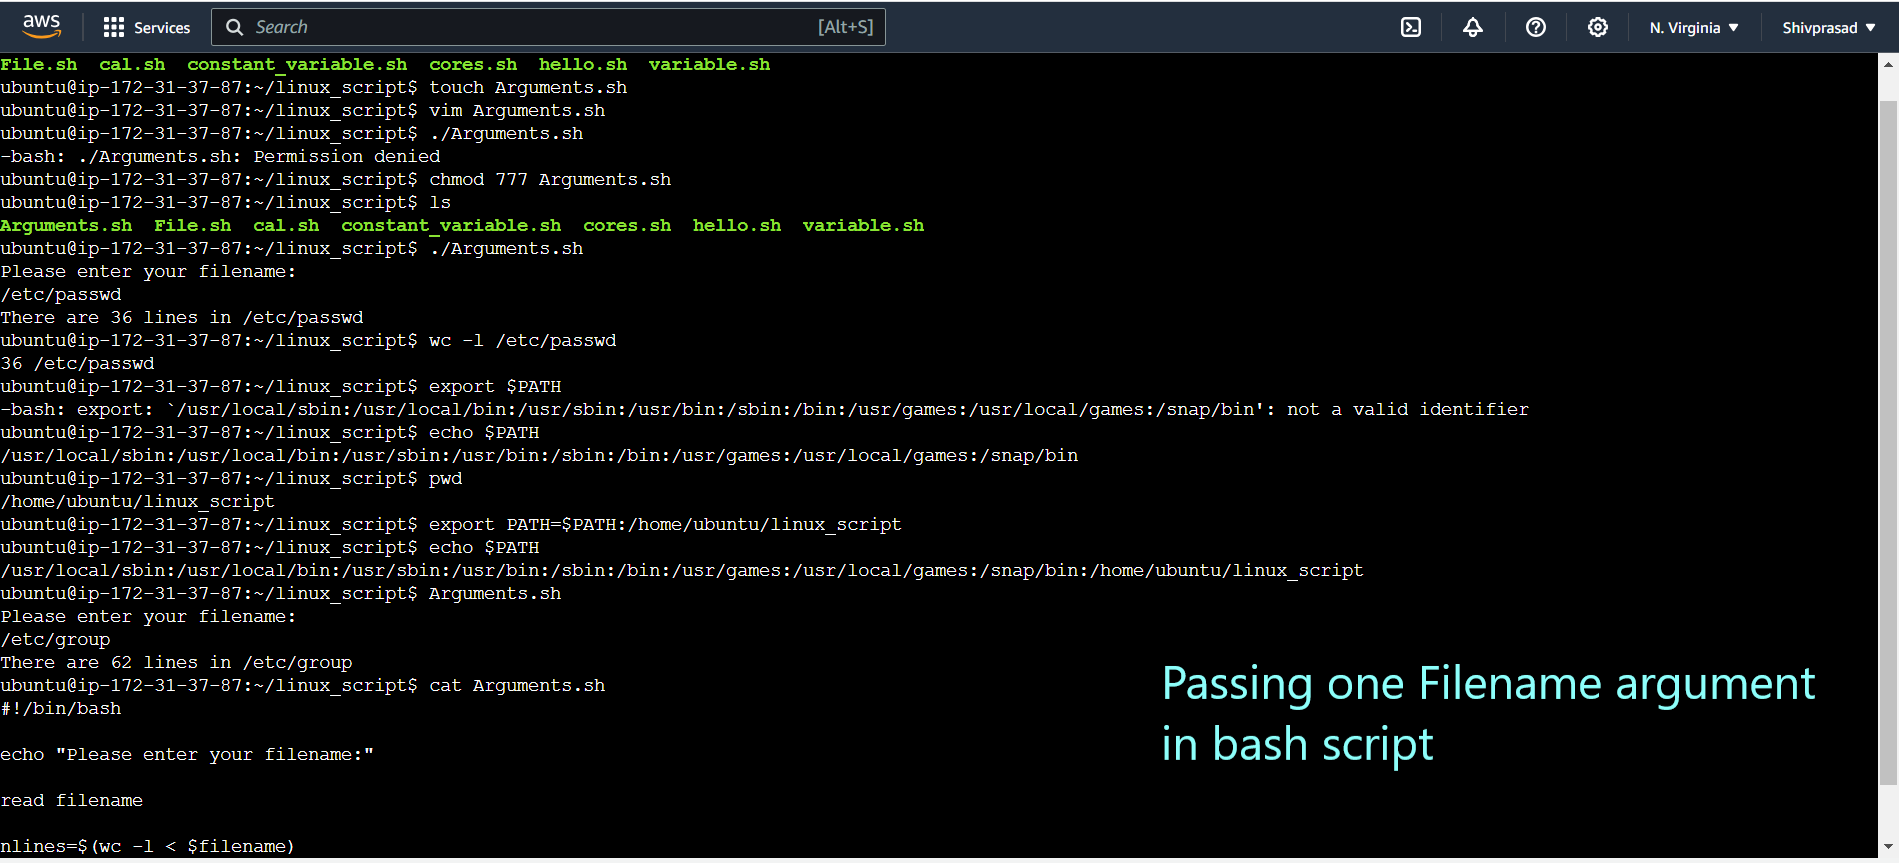 aws Services Search [Alt+S] N. Virginia Shivprasad
File.sh  cal.sh  constant_variable.sh  cores.sh  hello.sh  variable.sh
ubuntu@ip-172-31-37-87:~/linux_script$ touch Arguments.sh
ubuntu@ip-172-31-37-87:~/linux_script$ vim Arguments.sh
ubuntu@ip-172-31-37-87:~/linux_script$ ./Arguments.sh
-bash: ./Arguments.sh: Permission denied
ubuntu@ip-172-31-37-87:~/linux_script$ chmod 777 Arguments.sh
ubuntu@ip-172-31-37-87:~/linux_script$ ls
Arguments.sh  File.sh  cal.sh  constant_variable.sh  cores.sh  hello.sh  variable.sh
ubuntu@ip-172-31-37-87:~/linux_script$ ./Arguments.sh
Please enter your filename:
/etc/passwd
There are 36 lines in /etc/passwd
ubuntu@ip-172-31-37-87:~/linux_script$ wc -l /etc/passwd
36 /etc/passwd
ubuntu@ip-172-31-37-87:~/linux_script$ export $PATH
-bash: export: `/usr/local/sbin:/usr/local/bin:/usr/sbin:/usr/bin:/sbin:/bin:/usr/games:/usr/local/games:/snap/bin': not a valid identifier
ubuntu@ip-172-31-37-87:~/linux_script$ echo $PATH
/usr/local/sbin:/usr/local/bin:/usr/sbin:/usr/bin:/sbin:/bin:/usr/games:/usr/local/games:/snap/bin
ubuntu@ip-172-31-37-87:~/linux_script$ pwd
/home/ubuntu/linux_script
ubuntu@ip-172-31-37-87:~/linux_script$ export PATH=$PATH:/home/ubuntu/linux_script
ubuntu@ip-172-31-37-87:~/linux_script$ echo $PATH
/usr/local/sbin:/usr/local/bin:/usr/sbin:/usr/bin:/sbin:/bin:/usr/games:/usr/local/games:/snap/bin:/home/ubuntu/linux_script
ubuntu@ip-172-31-37-87:~/linux_script$ Arguments.sh
Please enter your filename:
/etc/group
There are 62 lines in /etc/group
ubuntu@ip-172-31-37-87:~/linux_script$ cat Arguments.sh
#!/bin/bash
echo "Please enter your filename:"
read filename
nlines=$(wc -l < $filename)
Passing one Filename argument
in bash script